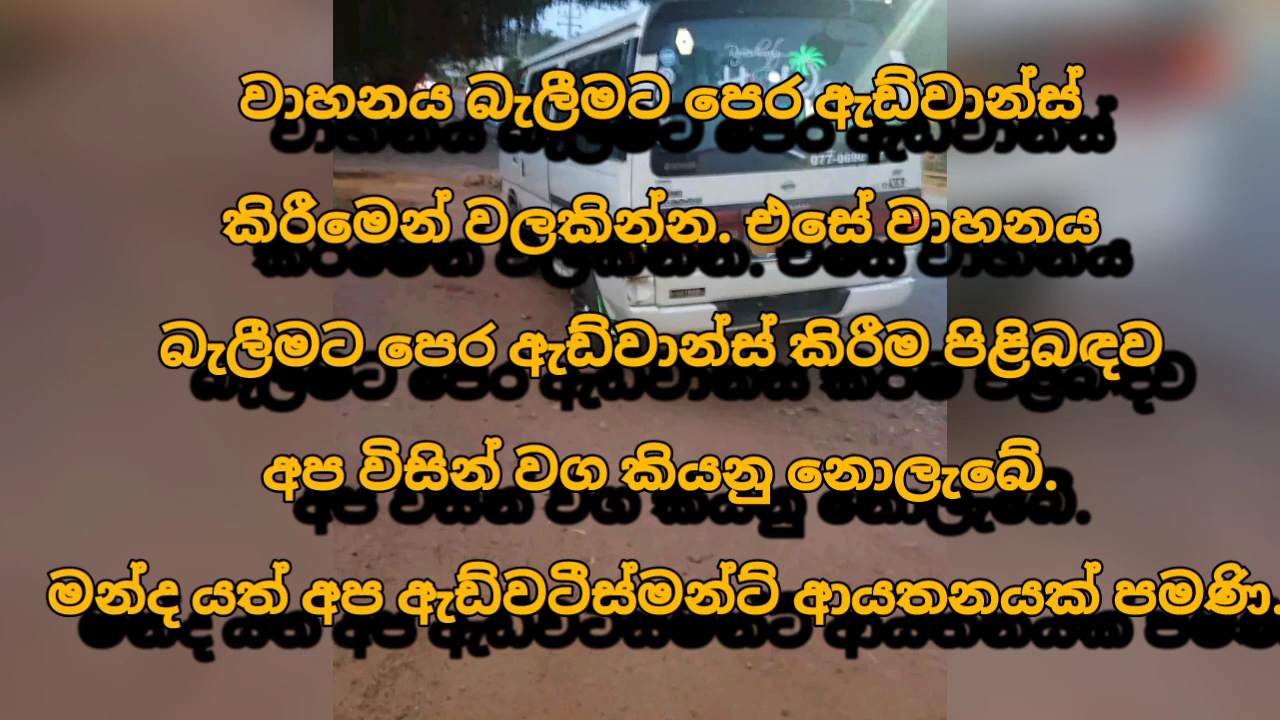 වාහනය බැලීමට පෙර ඇඩ්වාන්ස්
කිරීමෙන් වලකින්න. එසේ වාහනය
බැලීමට පෙර ඇඩ්වාන්ස් කිරීම පිළිබඳව
අප විසින් වග කියනු නොලැබේ.
මන්ද යත් අප ඇඩ්වටීස්මන්ට් ආයතනයක් පමණි.